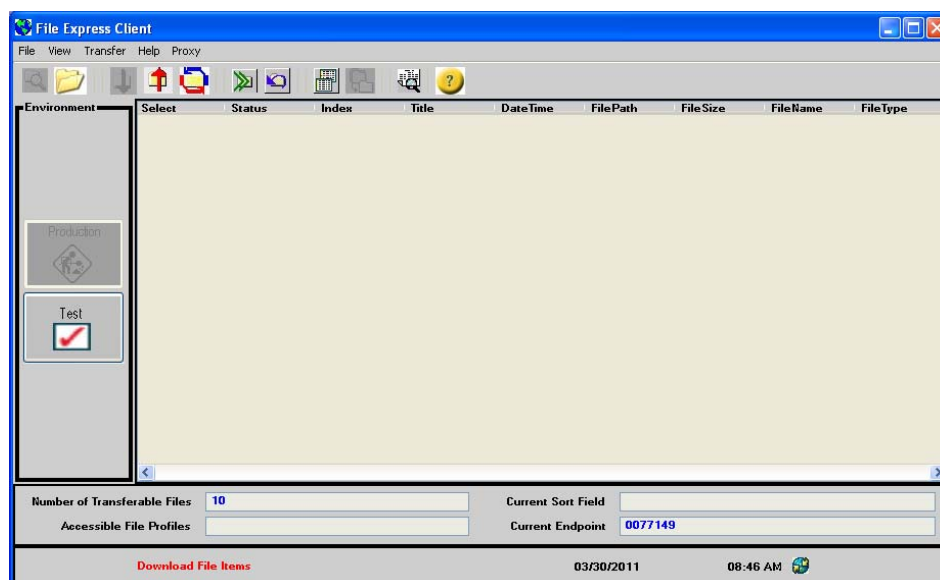 File Express Client
File View Transfer Help Proxy
Environment Select Status Index Title DateTime FilePath FileSize FileName FileType
Production
Test
Number of Transferable Files 10 Current Sort Field
Accessible File Profiles Current Endpoint 0077149
Download File Items 03/30/2011 08:46 AM